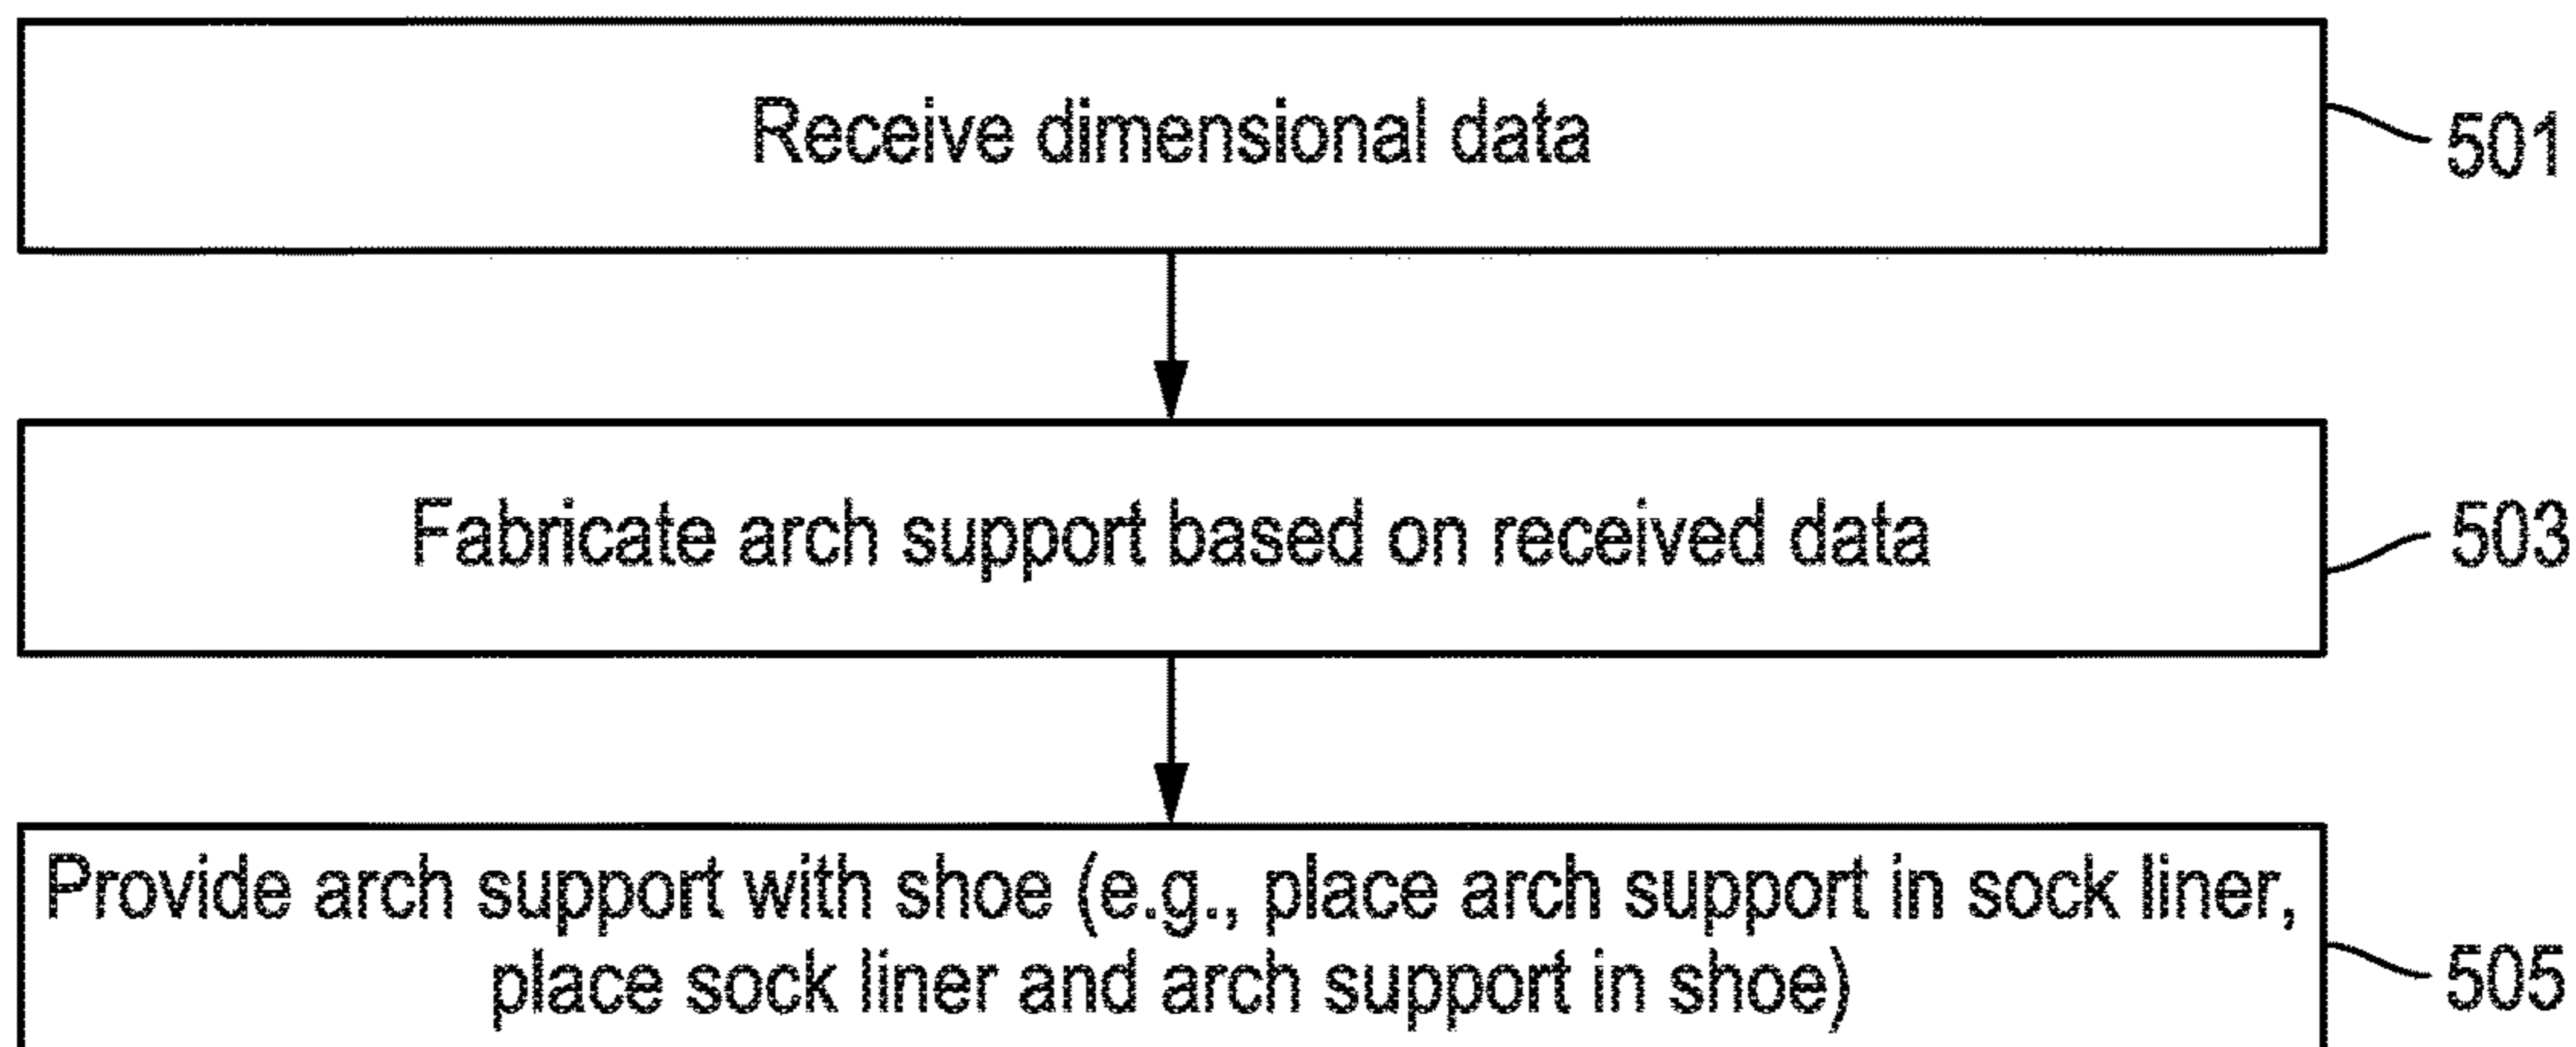 Receive dimensional data
501
Fabricate arch support based on received data
503
Provide arch support with shoe (e.g., place arch support in sock liner,
place sock liner and arch support in shoe)
505